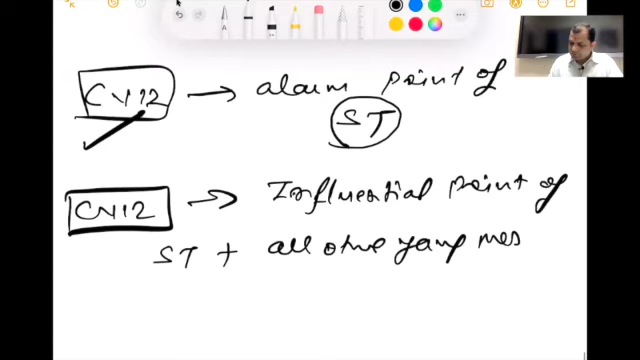 CV12 → alarm point of
ST
CV12 → Influential point of
ST + all other yang mes